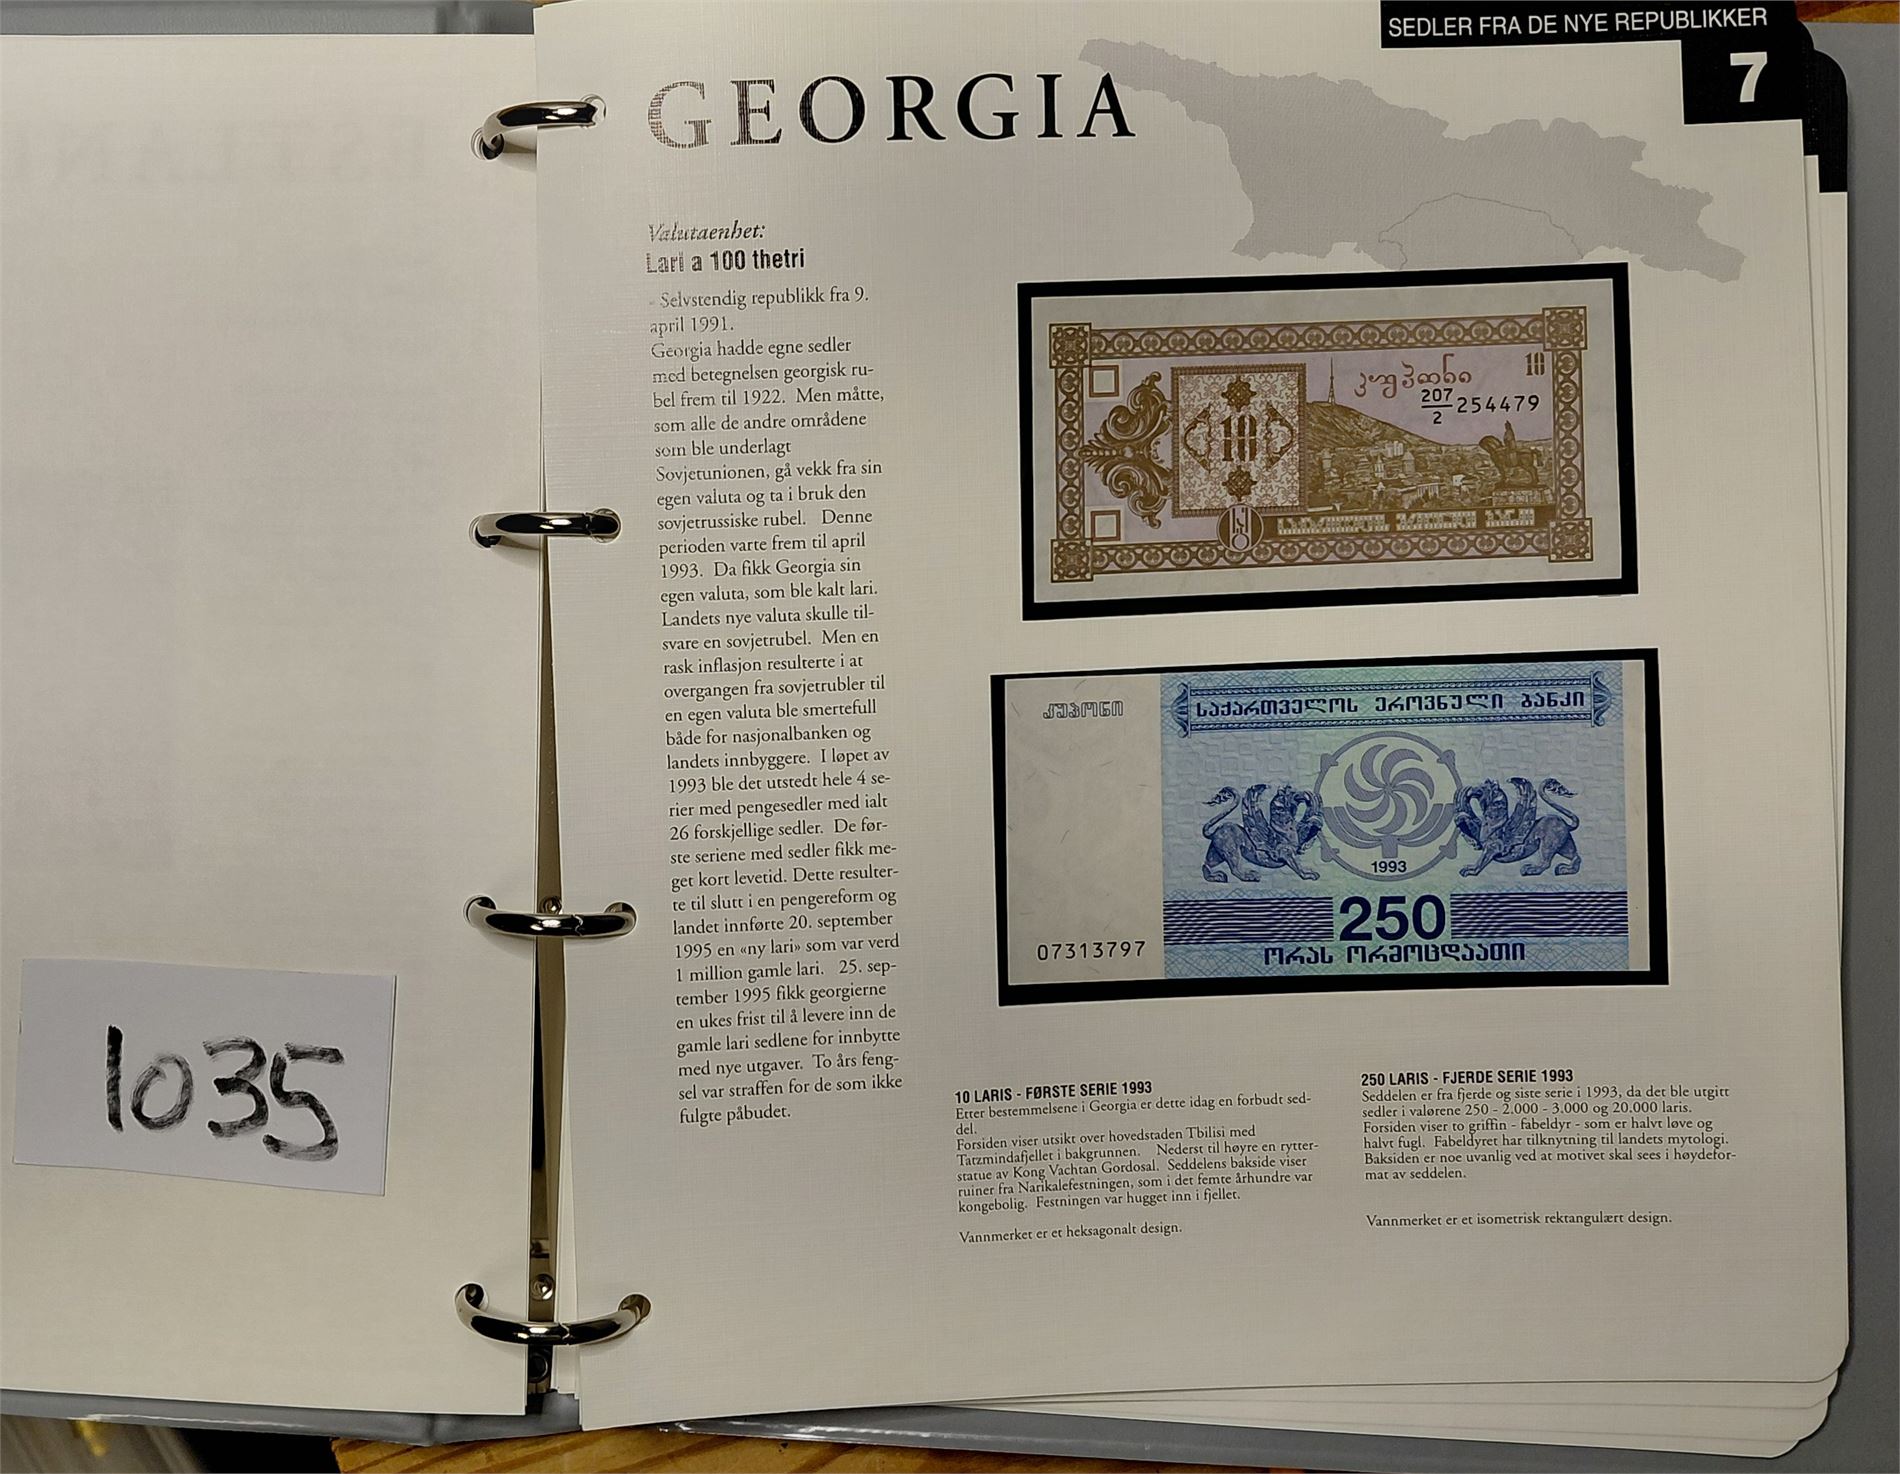 SEDLER FRA DE NYE REPUBLIKKER
7
GEORGIA
Valutaenhet:
Lari a 100 thetri
- Selvstendig republikk fra 9.
april 1991.
Georgia hadde egne sedler
med betegnelsen georgisk ru-
bel frem til 1922. Men måtte,
som alle de andre områdene
som ble underlagt
Sovjetunionen, gå vekk fra sin
egen valuta og ta i bruk den
sovjetrussiske rubel. Denne
perioden varte frem til april
1993. Da fikk Georgia sin
egen valuta, som ble kalt lari.
Landets nye valuta skulle til-
svare en sovjetrubel. Men en
rask inflasjon resulterte i at
overgangen fra sovjetrubler til
en egen valuta ble smertefull
både for nasjonalbanken og
landets innbyggere. I løpet av
1993 ble det utstedt hele 4 se-
rier med pengesedler med ialt
26 forskjellige sedler. De før-
ste seriene med sedler fikk me-
get kort levetid. Dette resulter-
te til slutt i en pengereform og
landet innførte 20. september
1995 en «ny lari» som var verd
1 million gamle lari. 25. sep-
tember 1995 fikk georgierne
en ukes frist til å levere inn de
gamle lari sedlene for innbytte
med nye utgaver. To års feng-
sel var straffen for de som ikke
fulgte påbudet.
კუპონი
10
207
2
254479
10
კუპონი
საქართველოს ეროვნული ბანკი
1993
250
ორას ორმოცდაათი
07313797
10 LARIS - FØRSTE SERIE 1993
Etter bestemmelsene i Georgia er dette idag en forbudt sed-
del.
Forsiden viser utsikt over hovedstaden Tbilisi med
Tatzmindafjellet i bakgrunnen. Nederst til høyre en rytter-
statue av Kong Vachtan Gordosal. Seddelens bakside viser
ruiner fra Narikalefestningen, som i det femte århundre var
kongebolig. Festningen var hugget inn i fjellet.
Vannmerket er et heksagonalt design.
250 LARIS - FJERDE SERIE 1993
Seddelen er fra fjerde og siste serie i 1993, da det ble utgitt
sedler i valørene 250 - 2.000 - 3.000 og 20.000 laris.
Forsiden viser to griffin - fabeldyr - som er halvt løve og
halvt fugl. Fabeldyret har tilknytning til landets mytologi.
Baksiden er noe uvanlig ved at motivet skal sees i høydefor-
mat av seddelen.
Vannmerket er et isometrisk rektangulært design.
1035